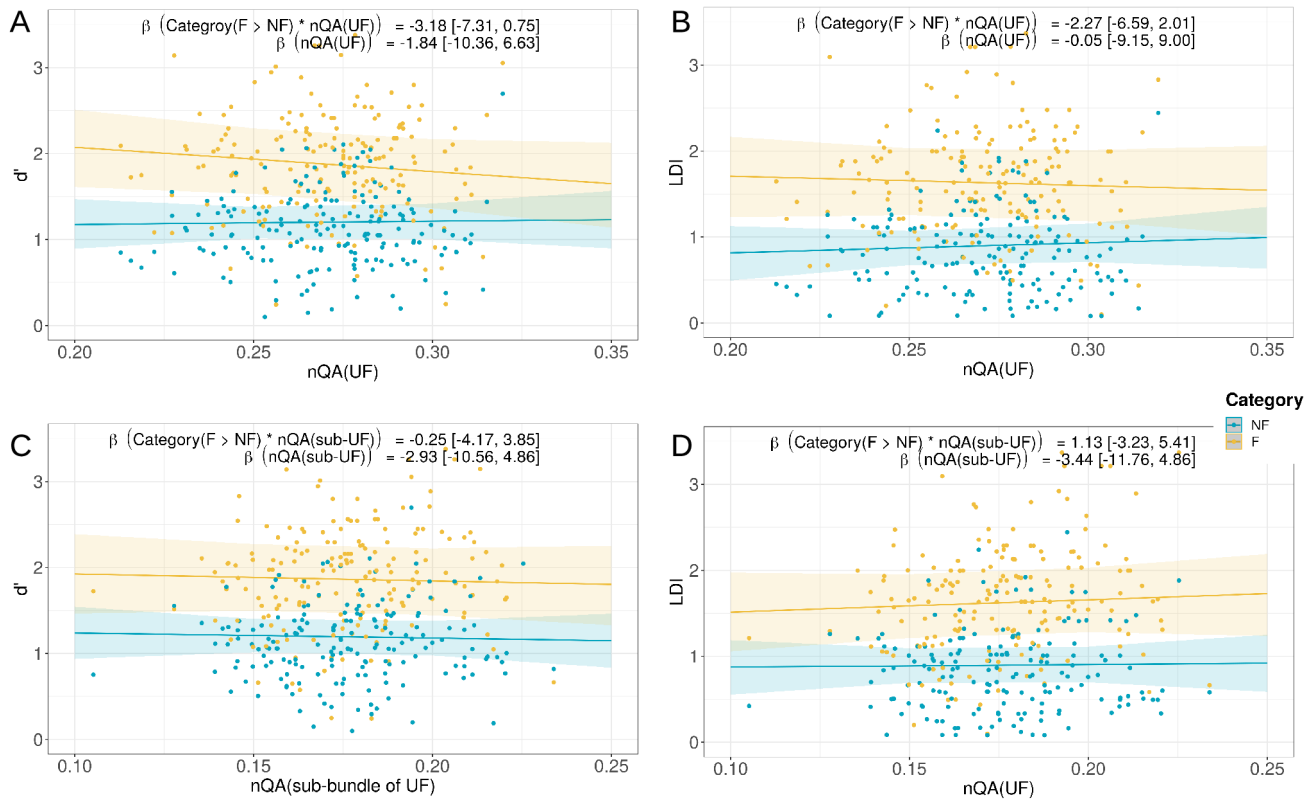 A
β (Categroy(F > NF) * nQA(UF)) = -3.18 [-7.31, 0.75]
β (nQA(UF)) = -1.84 [-10.36, 6.63]
3
2
1
0
d'
0.20 0.25 0.30 0.35
nQA(UF)
B
β (Category(F > NF) * nQA(UF)) = -2.27 [-6.59, 2.01]
β (nQA(UF)) = -0.05 [-9.15, 9.00]
3
2
1
0
LDI
0.20 0.25 0.30 0.35
nQA(UF)
Category
NF
F
C
β (Category(F > NF) * nQA(sub-UF)) = -0.25 [-4.17, 3.85]
β (nQA(sub-UF)) = -2.93 [-10.56, 4.86]
3
2
1
0
d'
0.10 0.15 0.20 0.25
nQA(sub-bundle of UF)
D
β (Category(F > NF) * nQA(sub-UF)) = 1.13 [-3.23, 5.41]
β (nQA(sub-UF)) = -3.44 [-11.76, 4.86]
3
2
1
0
LDI
0.10 0.15 0.20 0.25
nQA(UF)